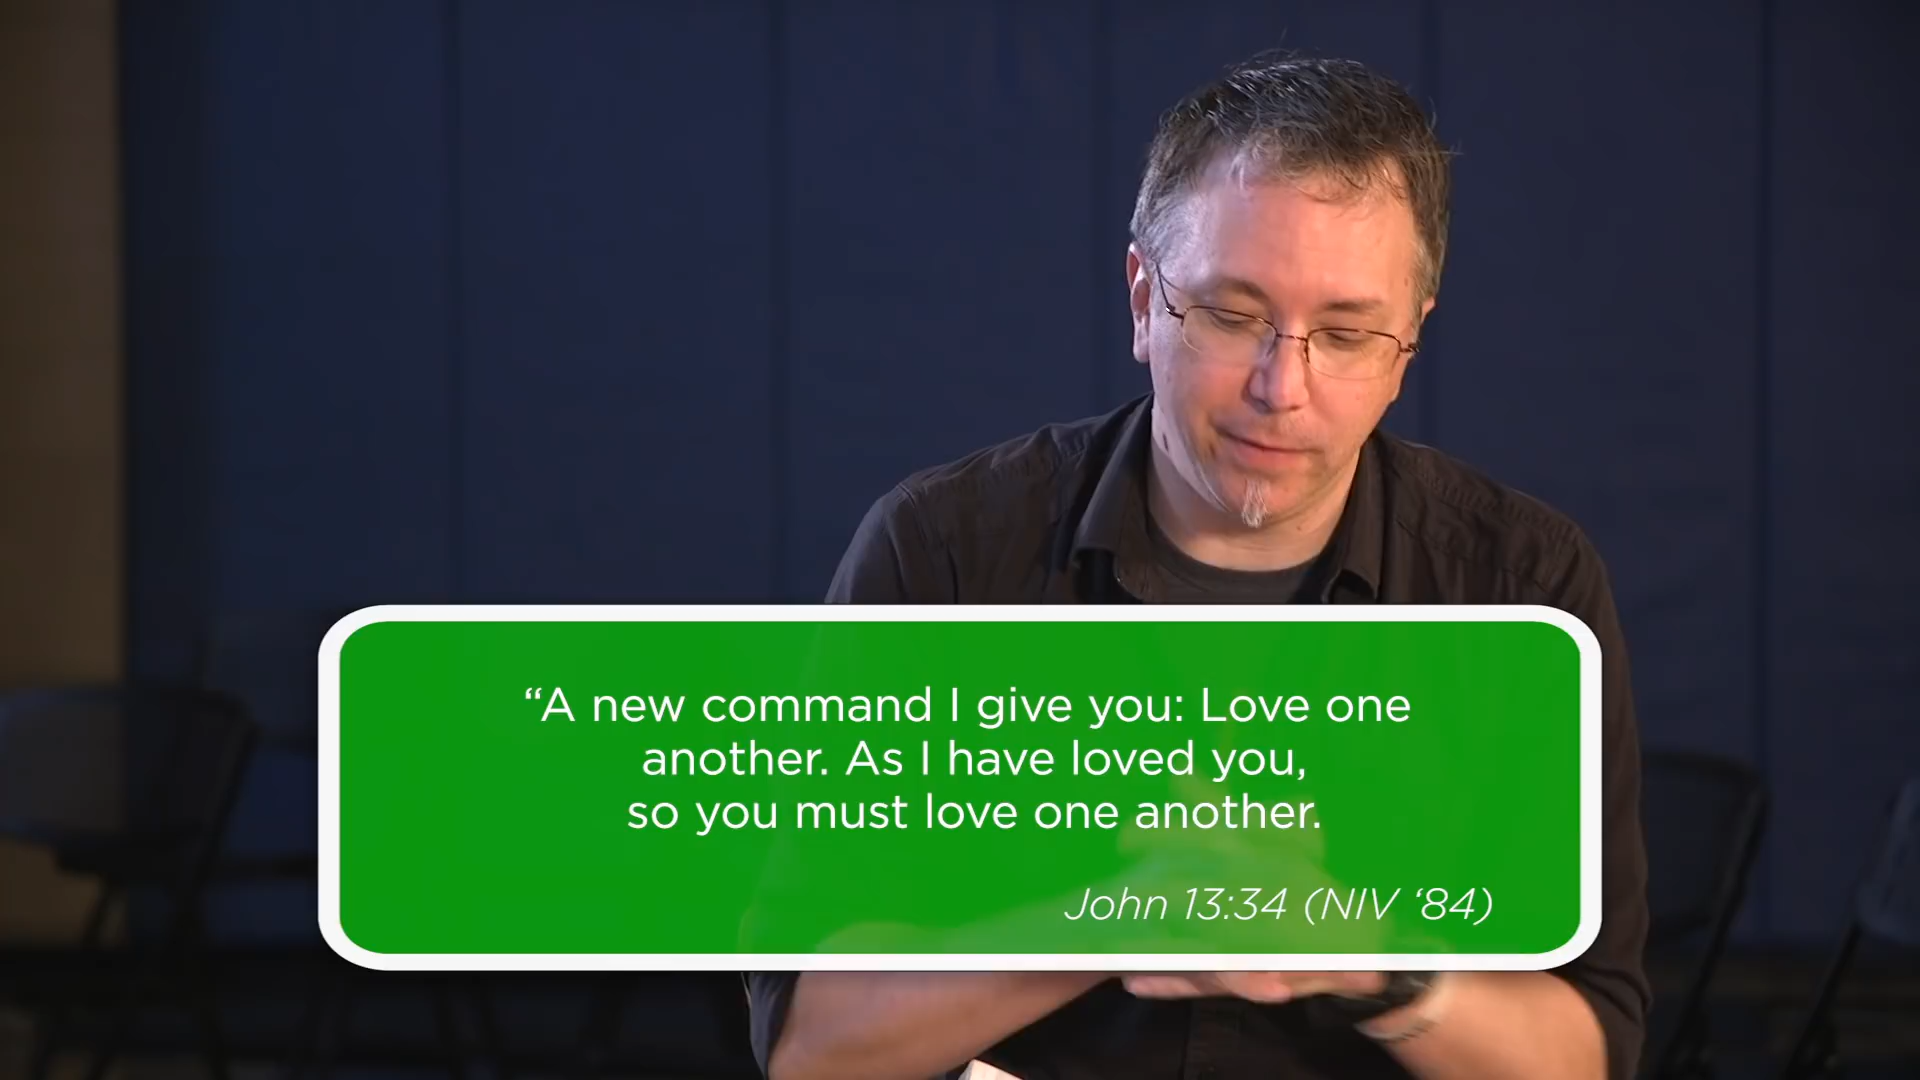 “A new command I give you: Love one
another. As I have loved you,
so you must love one another.
John 13:34 (NIV ‘84)